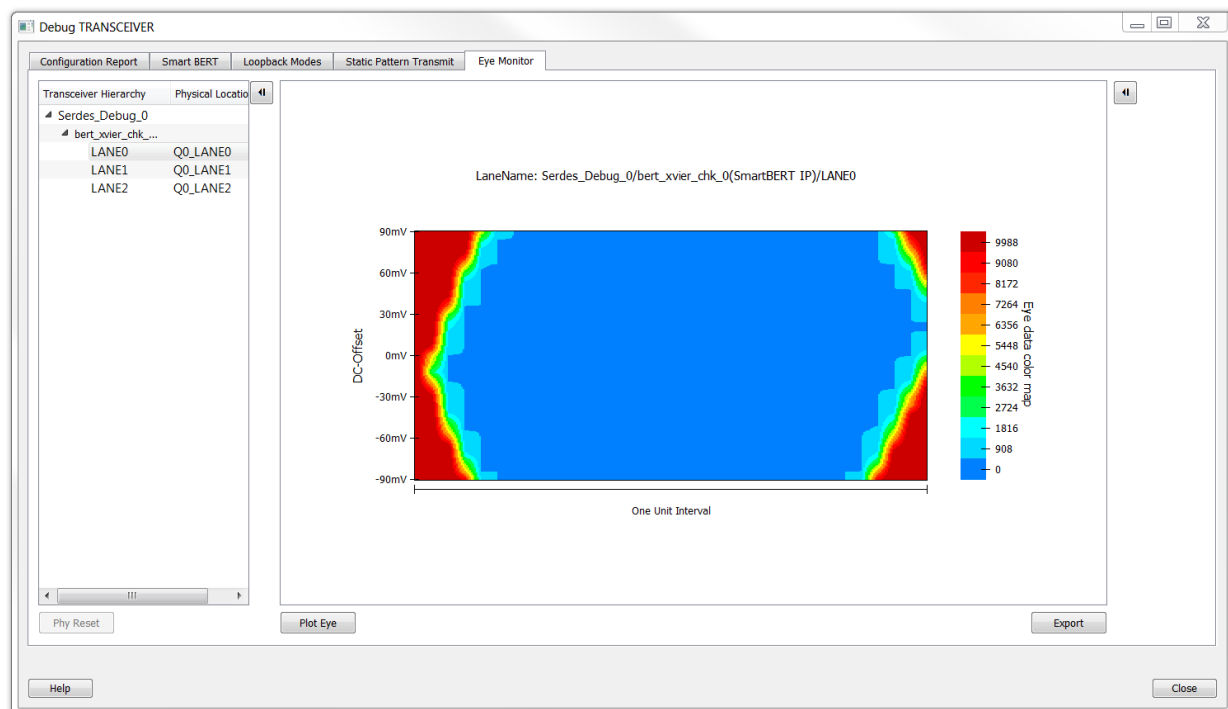 Debug TRANSCEIVER
Configuration Report Smart BERT Loopback Modes Static Pattern Transmit Eye Monitor
Transceiver Hierarchy Physical Locatio
Serdes_Debug_0
bert_xvier_chk_...
LANE0 Q0_LANE0
LANE1 Q0_LANE1
LANE2 Q0_LANE2
LaneName: Serdes_Debug_0/bert_xvier_chk_0(SmartBERT IP)/LANE0
90mV
60mV
30mV
0mV
-30mV
-60mV
-90mV
DC-Offset
One Unit Interval
9988
9080
8172
7264
6356
5448
4540
3632
2724
1816
908
0
Eye data color map
Phy Reset
Plot Eye
Export
Help
Close